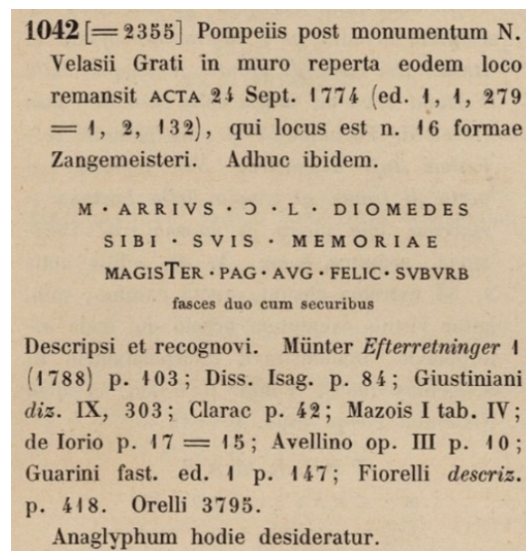 1042 [= 2355] Pompeiis post monumentum N.
Velasii Grati in muro reperta eodem loco
remansit ACTA 24 Sept. 1774 (ed. 1, 1, 279
= 1, 2, 132), qui locus est n. 16 formae
Zangemeisteri. Adhuc ibidem.
M · ARRIVS · Ɔ · L · DIOMEDES
SIBI · SVIS · MEMORIAE
MAGISTER · PAG · AVG · FELIC · SVBVRB
fasces duo cum securibus
Descripsi et recognovi. Münter Efterretninger 1
(1788) p. 103; Diss. Isag. p. 84; Giustiniani
diz. IX, 303; Clarac p. 42; Mazois I tab. IV;
de Iorio p. 17 = 15; Avellino op. III p. 10;
Guarini fast. ed. 1 p. 147; Fiorelli descriz.
p. 418. Orelli 3795.
Anaglyphum hodie desideratur.